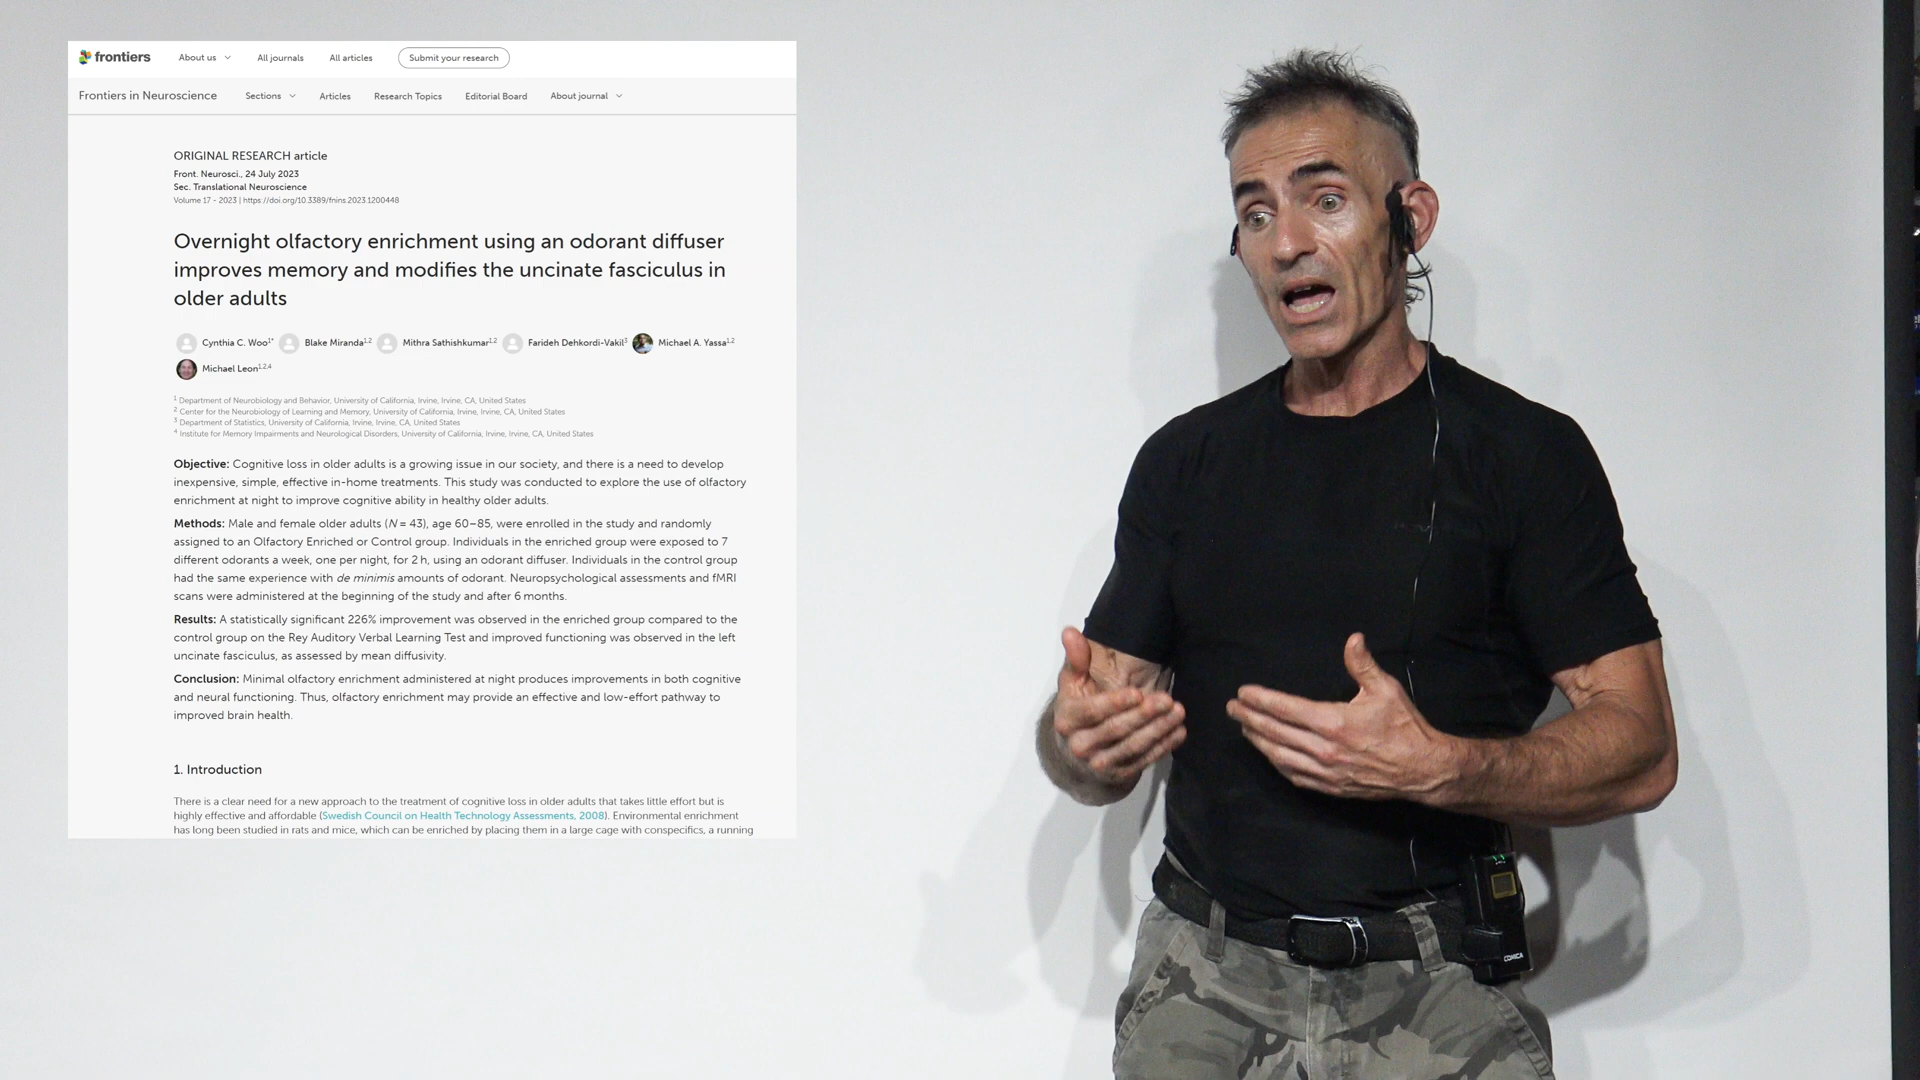 frontiers About us All journals All articles Submit your research
Frontiers in Neuroscience Sections Articles Research Topics Editorial Board About journal
ORIGINAL RESEARCH article
Front. Neurosci., 24 July 2023
Sec. Translational Neuroscience
Volume 17 - 2023 | https://doi.org/10.3389/fnins.2023.1200448
Overnight olfactory enrichment using an odorant diffuser
improves memory and modifies the uncinate fasciculus in
older adults
Cynthia C. Woo1* Blake Miranda1,2 Mithra Sathishkumar1,2 Farideh Dehkordi-Vakil3 Michael A. Yassa1,2
Michael Leon1,2,4
1 Department of Neurobiology and Behavior, University of California, Irvine, Irvine, CA, United States
2 Center for the Neurobiology of Learning and Memory, University of California, Irvine, Irvine, CA, United States
3 Department of Statistics, University of California, Irvine, Irvine, CA, United States
4 Institute for Memory Impairments and Neurological Disorders, University of California, Irvine, Irvine, CA, United States
Objective: Cognitive loss in older adults is a growing issue in our society, and there is a need to develop
inexpensive, simple, effective in-home treatments. This study was conducted to explore the use of olfactory
enrichment at night to improve cognitive ability in healthy older adults.
Methods: Male and female older adults (N = 43), age 60–85, were enrolled in the study and randomly
assigned to an Olfactory Enriched or Control group. Individuals in the enriched group were exposed to 7
different odorants a week, one per night, for 2 h, using an odorant diffuser. Individuals in the control group
had the same experience with de minimis amounts of odorant. Neuropsychological assessments and fMRI
scans were administered at the beginning of the study and after 6 months.
Results: A statistically significant 226% improvement was observed in the enriched group compared to the
control group on the Rey Auditory Verbal Learning Test and improved functioning was observed in the left
uncinate fasciculus, as assessed by mean diffusivity.
Conclusion: Minimal olfactory enrichment administered at night produces improvements in both cognitive
and neural functioning. Thus, olfactory enrichment may provide an effective and low-effort pathway to
improved brain health.
1. Introduction
There is a clear need for a new approach to the treatment of cognitive loss in older adults that takes little effort but is
highly effective and affordable (Swedish Council on Health Technology Assessments, 2008). Environmental enrichment
has long been studied in rats and mice, which can be enriched by placing them in a large cage with conspecifics, a running
COMICA